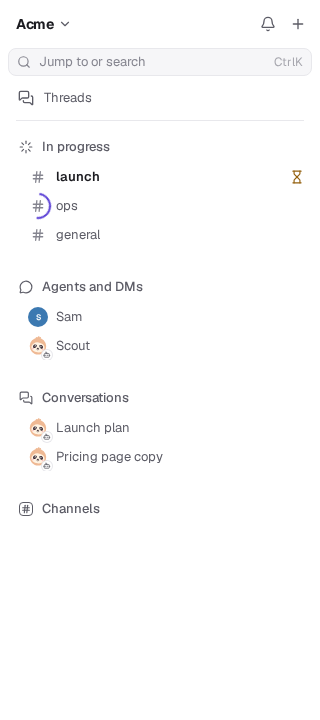 Acme
Jump to or search CtrlK
Threads
In progress
# launch
# ops
# general
Agents and DMs
S Sam
Scout
Conversations
Launch plan
Pricing page copy
# Channels